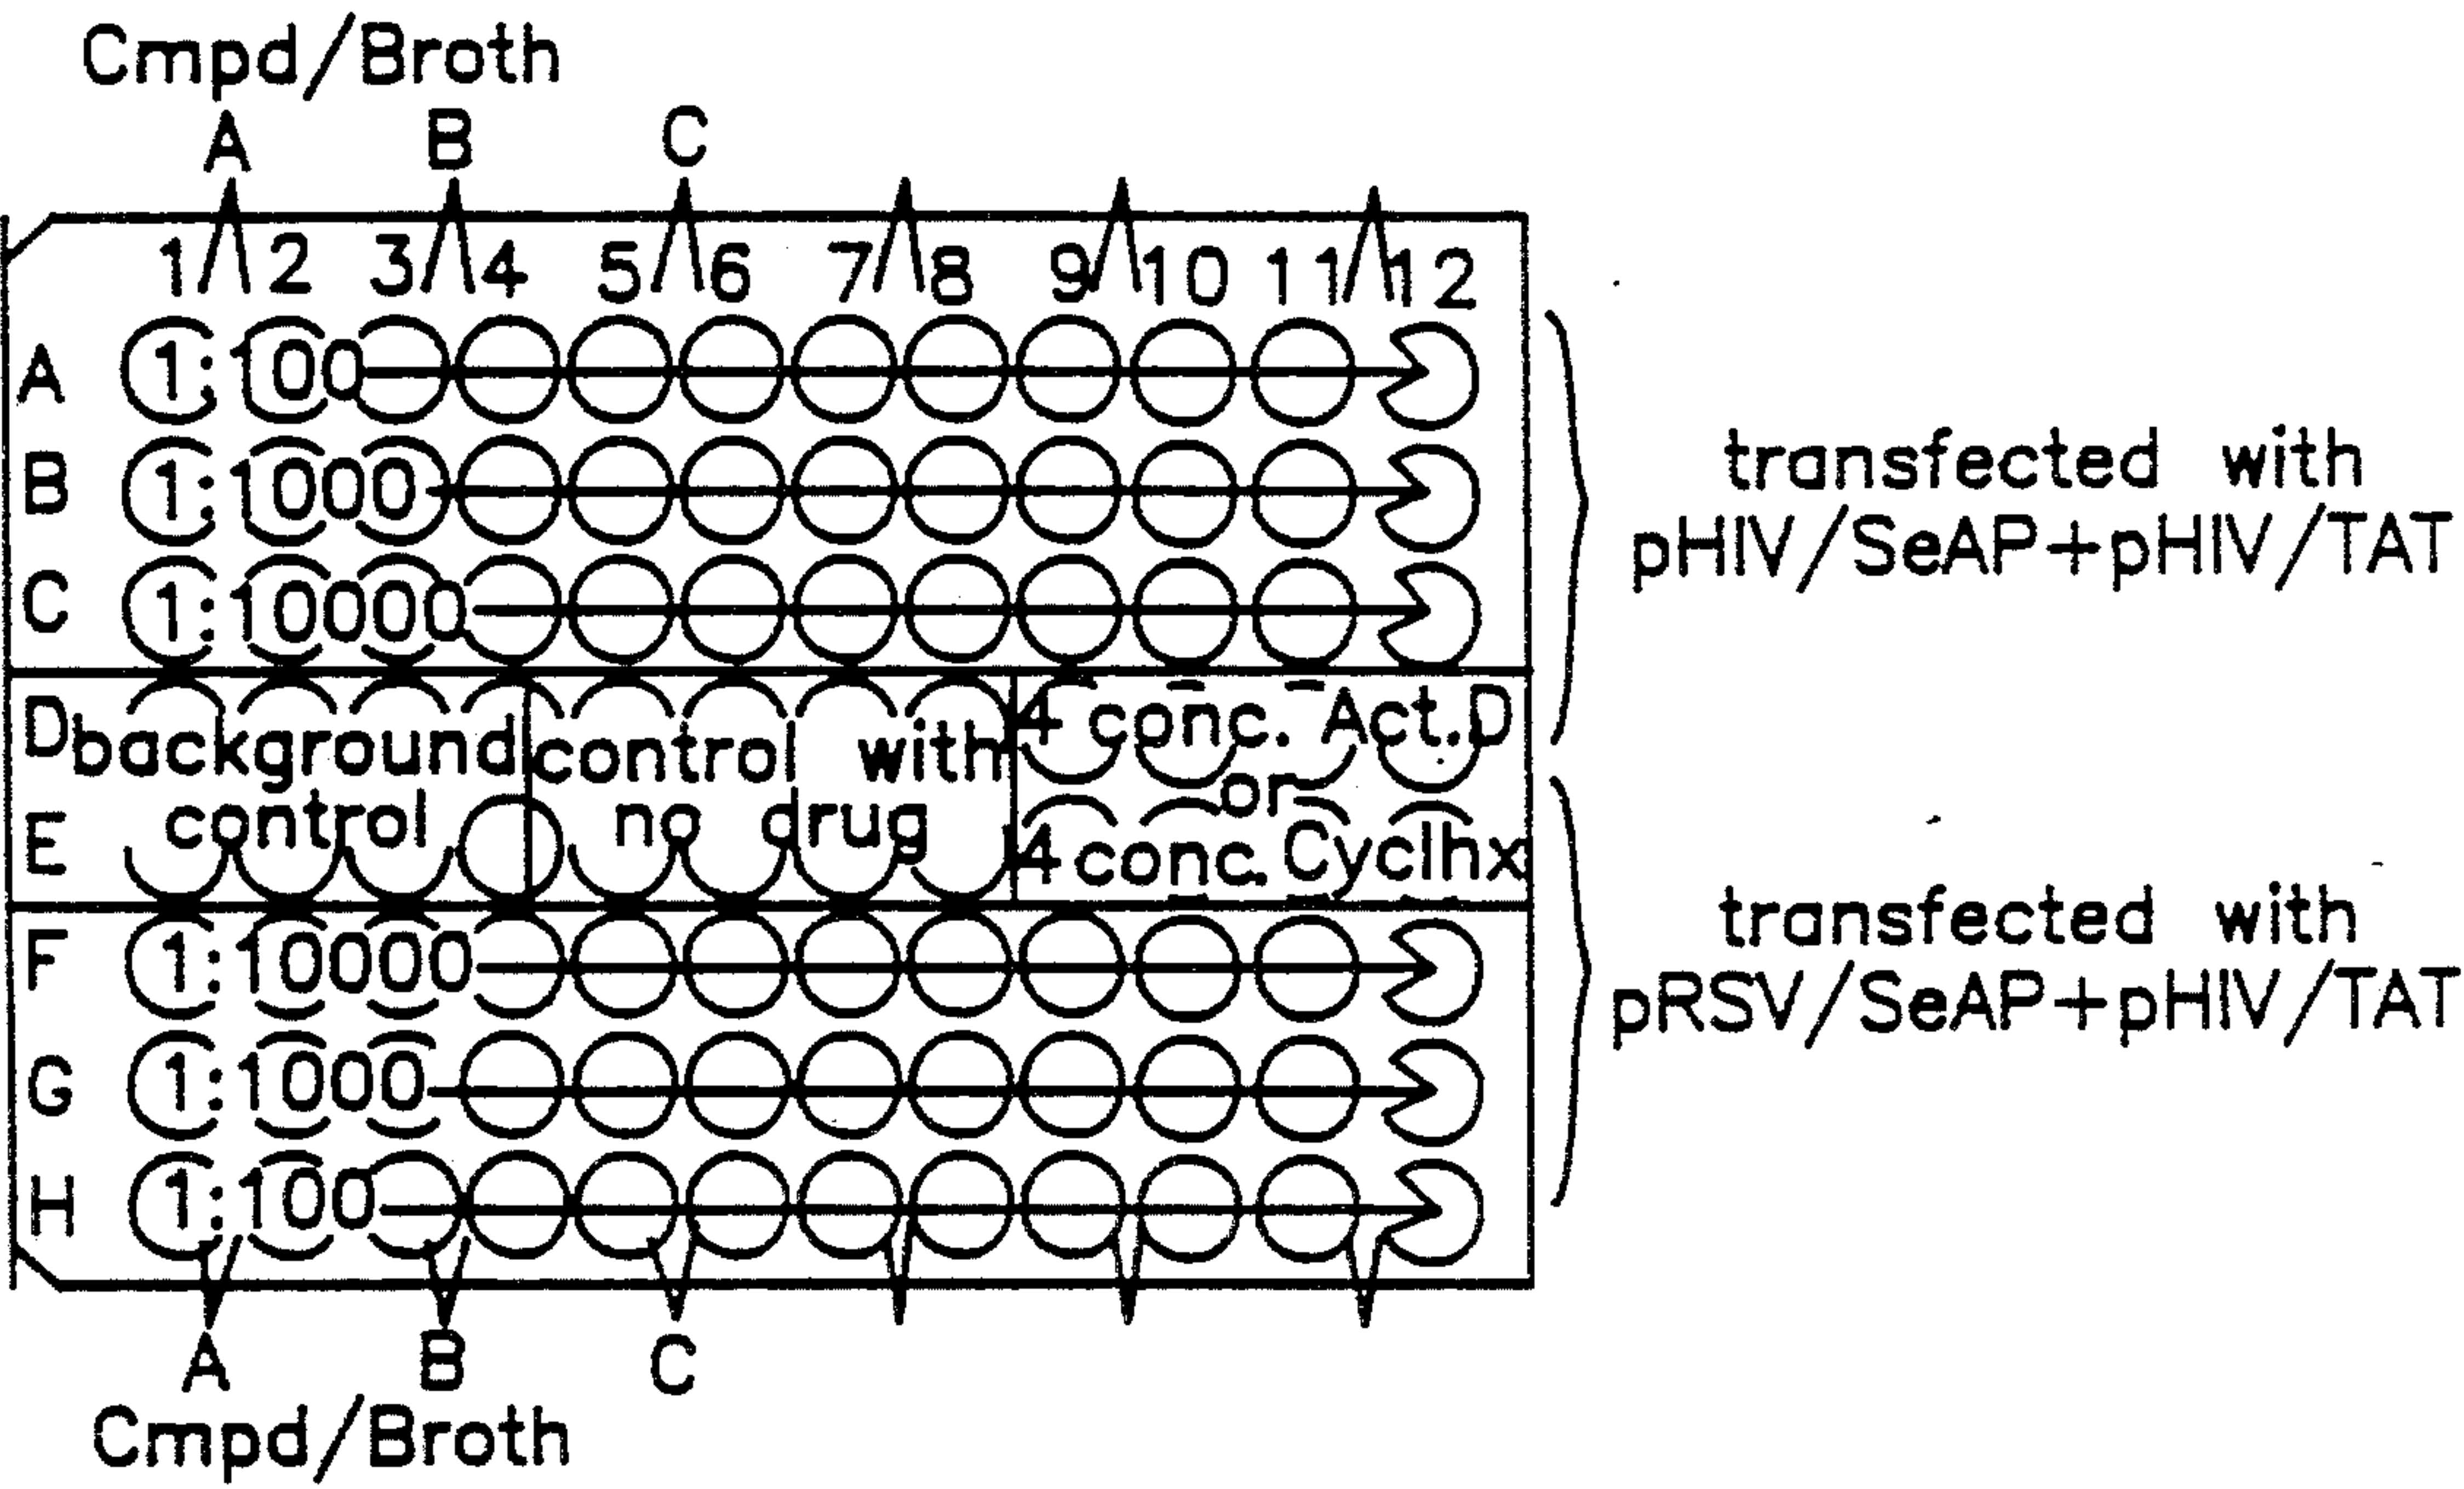 Cmpd/Broth
A B C
1 2 3 4 5 6 7 8 9 10 11 12
A 1:100
B 1:1000
C 1:10000
transfected with
pHIV/SeAP+pHIV/TAT
D background control with 4 conc. Act.D
or
E control no drug 4 conc. Cyclhx
F 1:10000
G 1:1000
H 1:100
transfected with
pRSV/SeAP+pHIV/TAT
A B C
Cmpd/Broth